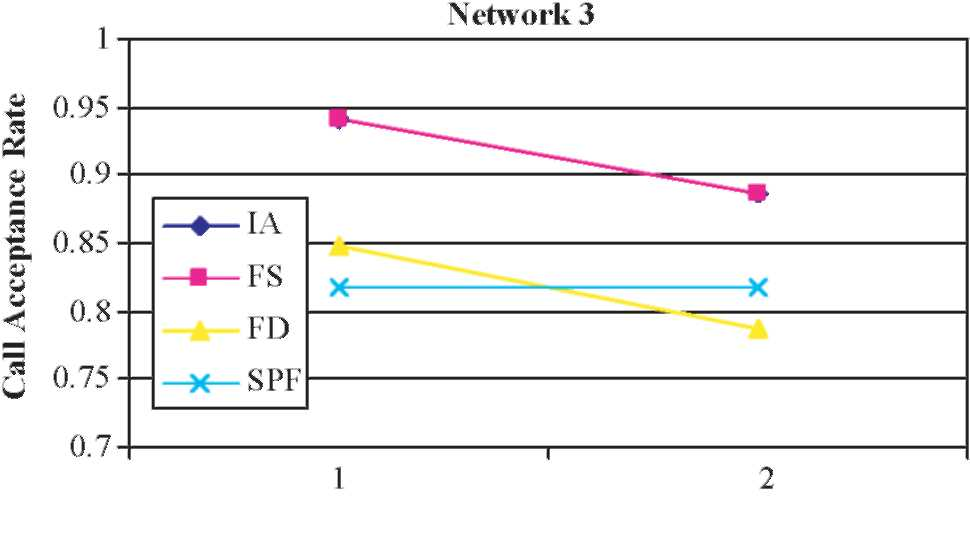 Network 3
Call Acceptance Rate
1
0.95
0.9
0.85
0.8
0.75
0.7
IA
FS
FD
SPF
1 2